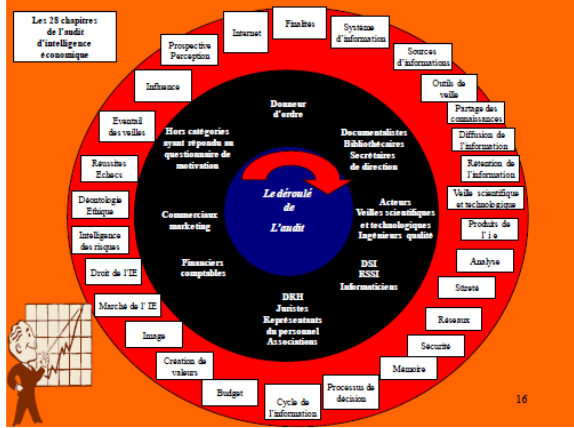 Les 28 chapitres
de l'audit
d'intelligence
économique
Finalités
Système
d'information
Sources
d'informations
Outils de
veille
Partage des
connaissances
Diffusion de
l'information
Rétention de
l'information
Veille scientifique
et technologique
Produits de
l'i e
Analyse
Sûreté
Réseaux
Sécurité
Mémoire
Processus de
décision
Cycle de
l'information
Budget
Création de
valeurs
Image
Marché de l' IE
Droit de l'IE
Intelligence
des risques
Déontologie
Ethique
Réussites
Echecs
Eventail
des veilles
Influence
Prospective
Perception
Internet
Donneur
d'ordre
Documentalistes
Bibliothécaires
Secrétaires
de direction
Acteurs
Veilles scientifiques
et technologiques
Ingénieurs qualité
DSI
RSSI
Informaticiens
DRH
Juristes
Représentants
du personnel
Associations
Financiers
comptables
Commerciaux
marketing
Hors catégories
ayant répondu au
questionnaire de
motivation
Le déroulé
de
L'audit
16